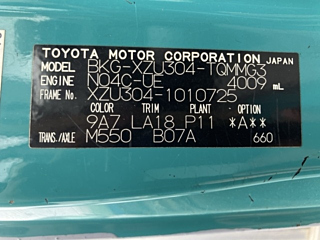 TOYOTA MOTOR CORPORATION JAPAN
MODEL BKG-XZU304-TQMMG3
ENGINE N04C-UE 4009 mL
FRAME No. XZU304-1010725
COLOR TRIM PLANT OPTION
9A7 LA18 P11 *A**
TRANS./AXLE M550 B07A 660